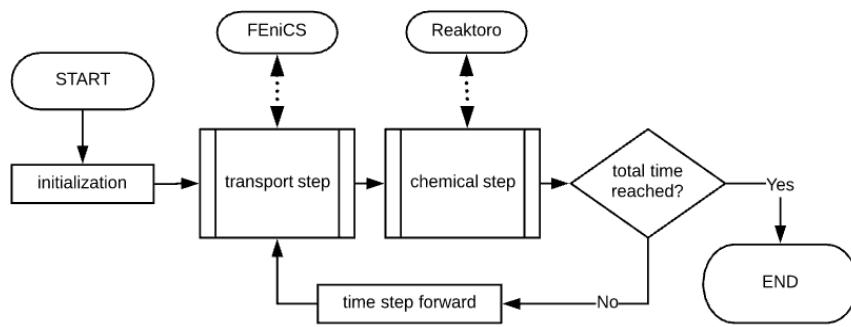 FEniCS
Reaktoro
START
initialization
transport step
chemical step
total time
reached?
Yes
END
time step forward
No